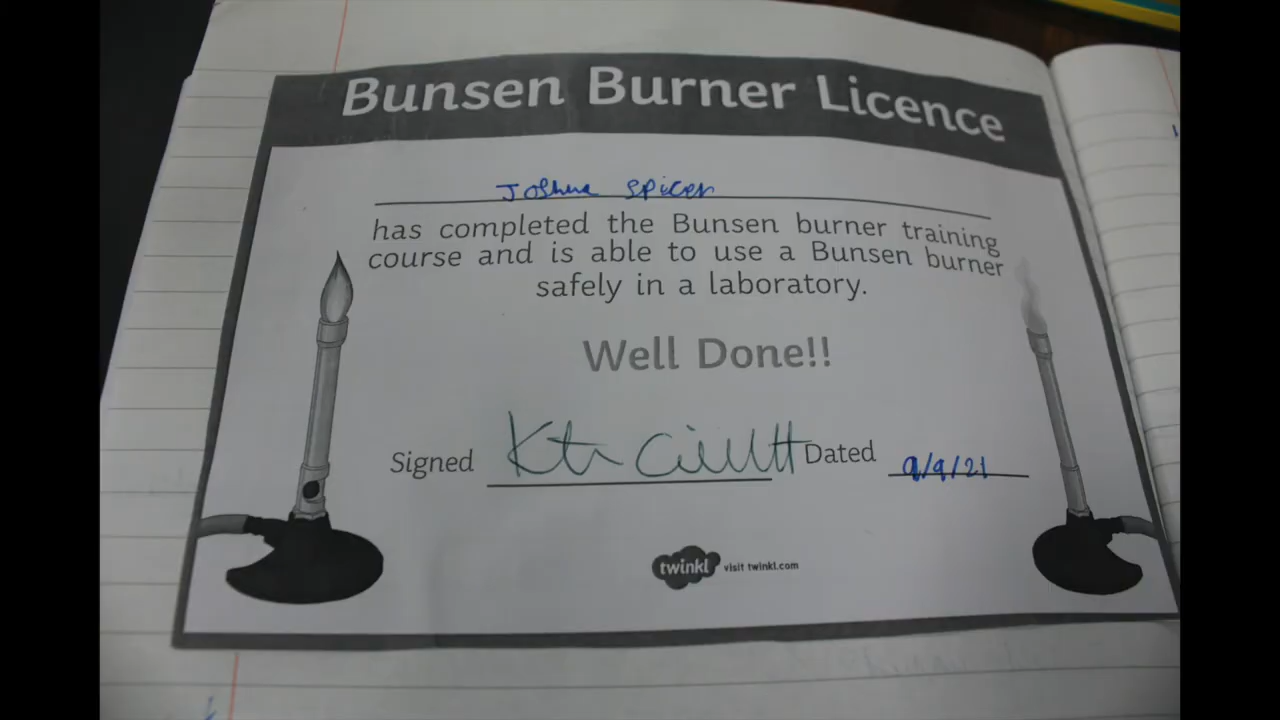 Bunsen Burner Licence
Joshua Spicer
has completed the Bunsen burner training
course and is able to use a Bunsen burner
safely in a laboratory.
Well Done!!
Signed Dated 9/9/21
twinkl visit twinkl.com